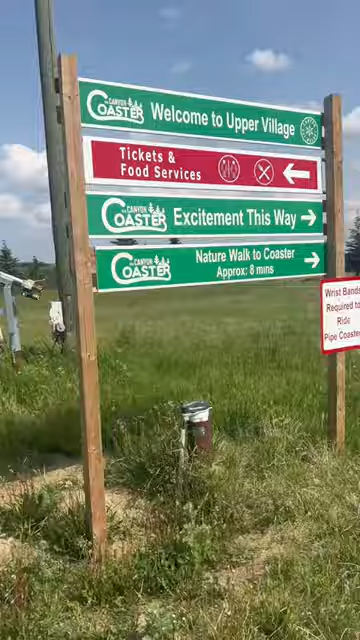 CANYON
COASTER
Welcome to Upper Village
Tickets &
Food Services
CANYON
COASTER
Excitement This Way
CANYON
COASTER
Nature Walk to Coaster
Approx: 8 mins
Wrist Bands
Required to
Ride
Pipe Coaster